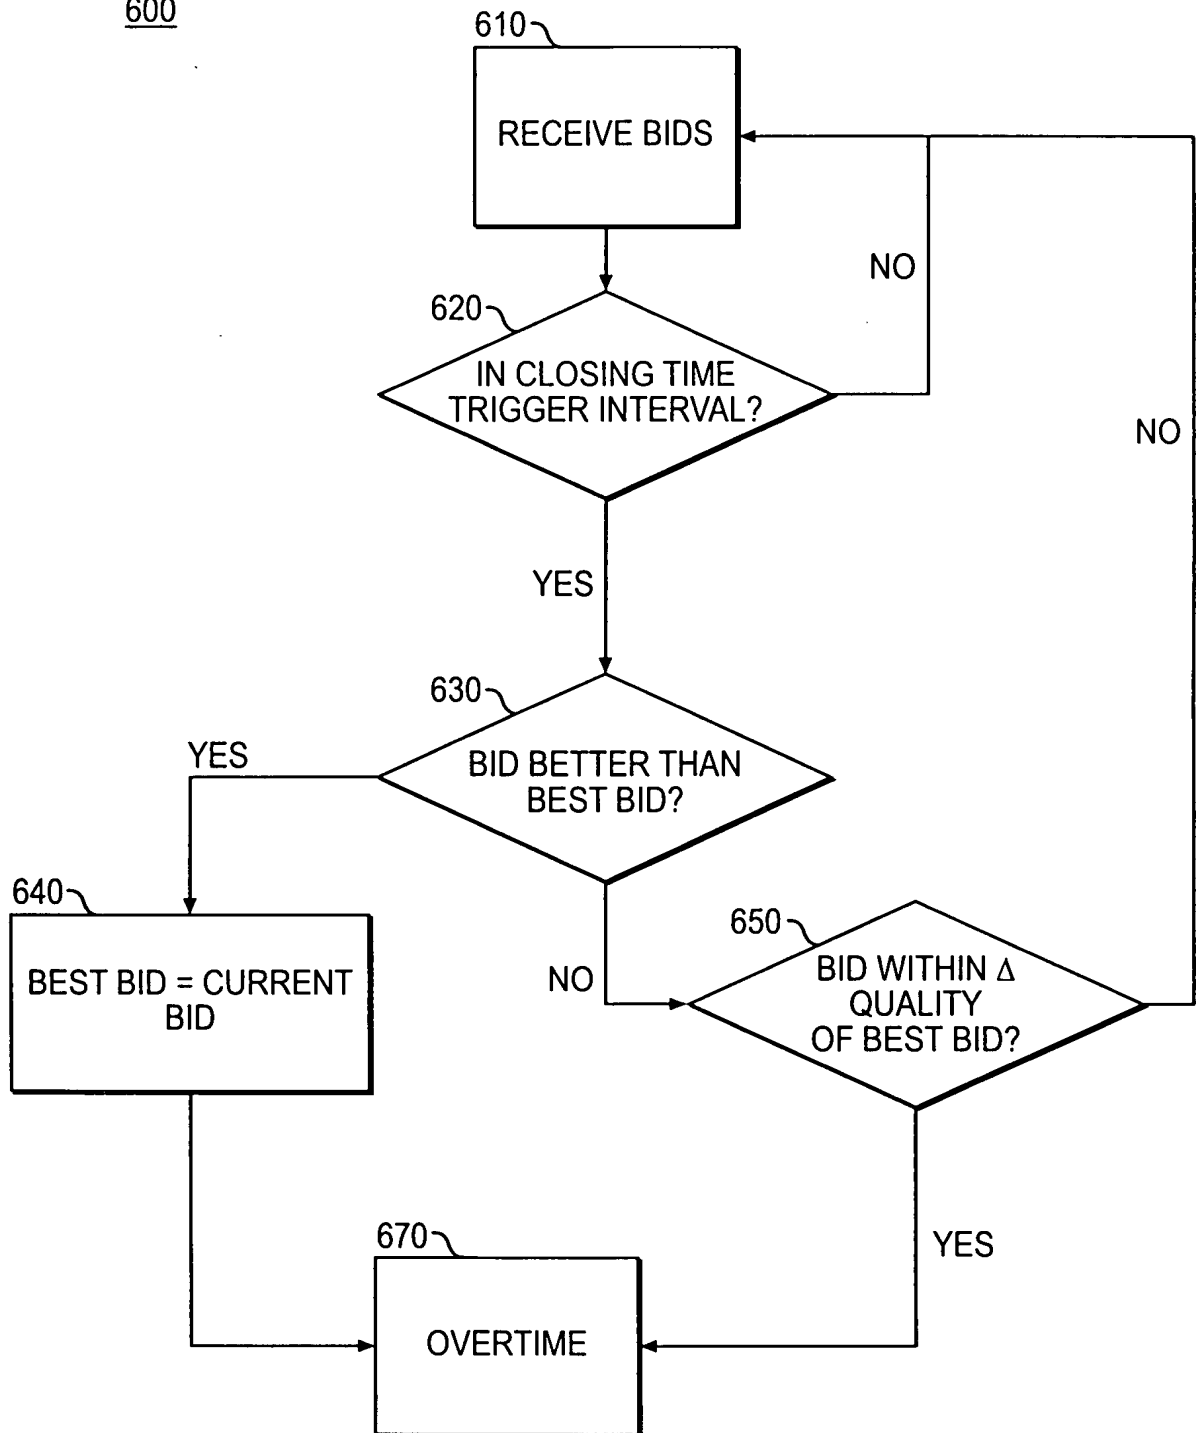 600
610
RECEIVE BIDS
NO
620
IN CLOSING TIME
TRIGGER INTERVAL?
NO
YES
630
BID BETTER THAN
BEST BID?
YES
640
BEST BID = CURRENT
BID
NO
650
BID WITHIN Δ
QUALITY
OF BEST BID?
YES
670
OVERTIME